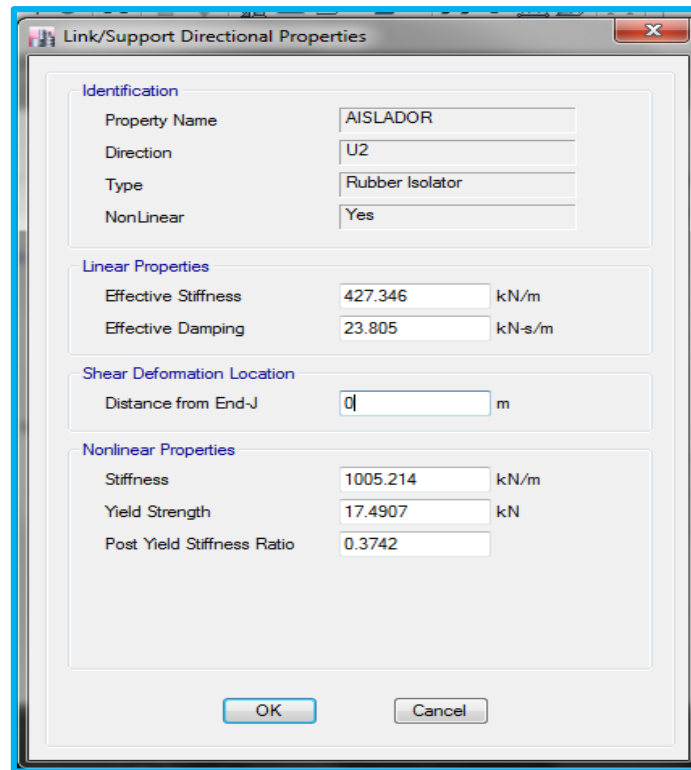 Link/Support Directional Properties
Identification
Property Name AISLADOR
Direction U2
Type Rubber Isolator
NonLinear Yes
Linear Properties
Effective Stiffness 427.346 kN/m
Effective Damping 23.805 kN-s/m
Shear Deformation Location
Distance from End-J 0 m
Nonlinear Properties
Stiffness 1005.214 kN/m
Yield Strength 17.4907 kN
Post Yield Stiffness Ratio 0.3742
OK Cancel